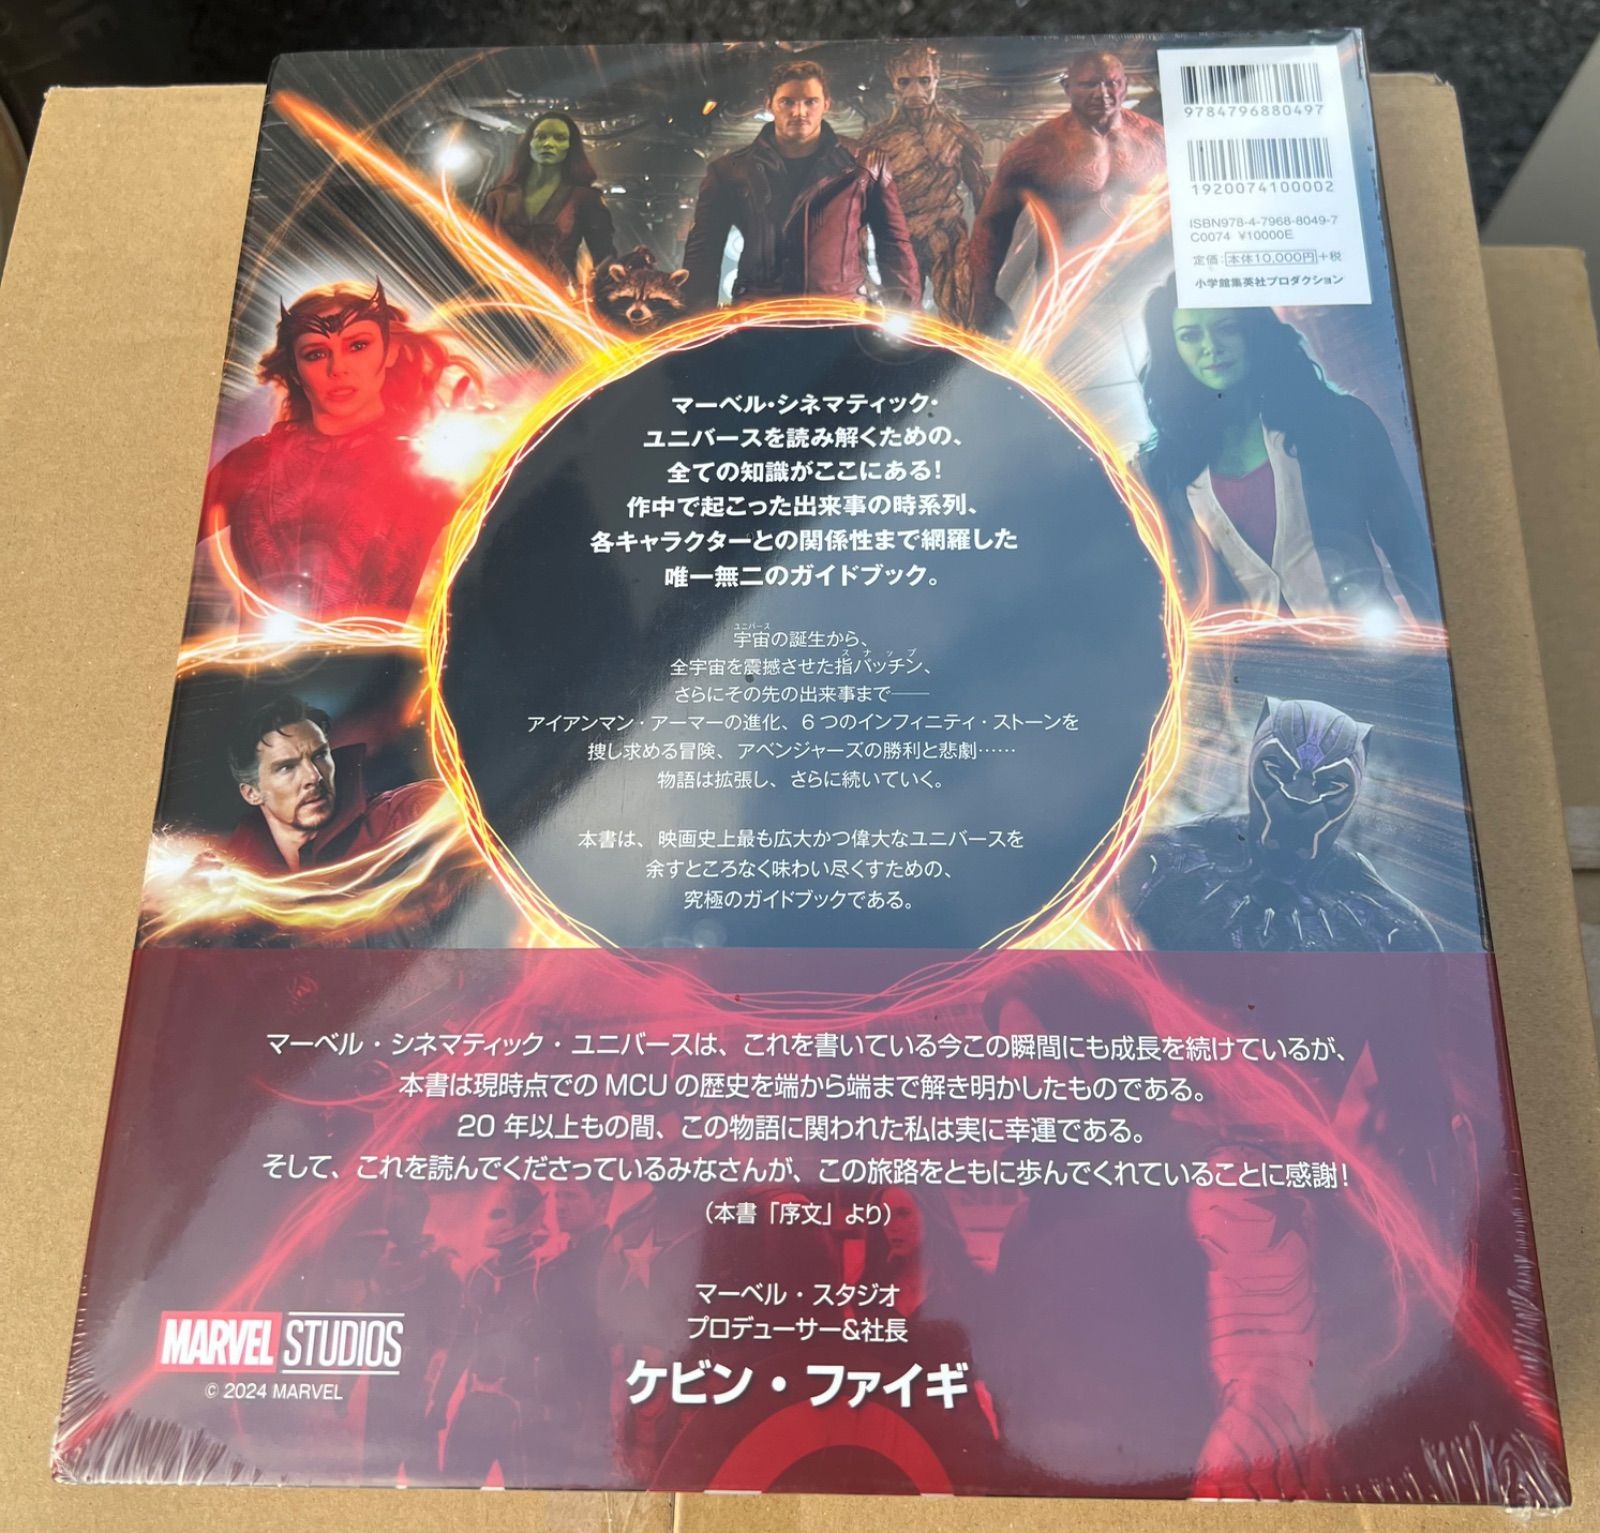 9784796880497
1920074100002
ISBN978-4-7968-8049-7
C0074 ¥10000E
定価:本体10,000円+税
小学館集英社プロダクション
マーベル・シネマティック・
ユニバースを読み解くための、
全ての知識がここにある!
作中で起こった出来事の時系列、
各キャラクターとの関係性まで網羅した
唯一無二のガイドブック。
ユニバース
宇宙の誕生から、
スナップ
全宇宙を震撼させた指パッチン、
さらにその先の出来事まで──
アイアンマン・アーマーの進化、6つのインフィニティ・ストーンを
捜し求める冒険、アベンジャーズの勝利と悲劇……
物語は拡張し、さらに続いていく。
本書は、映画史上最も広大かつ偉大なユニバースを
余すところなく味わい尽くすための、
究極のガイドブックである。
マーベル・シネマティック・ユニバースは、これを書いている今この瞬間にも成長を続けているが、
本書は現時点でのMCUの歴史を端から端まで解き明かしたものである。
20年以上もの間、この物語に関われた私は実に幸運である。
そして、これを読んでくださっているみなさんが、この旅路をともに歩んでくれていることに感謝!
(本書「序文」より)
マーベル・スタジオ
プロデューサー&社長
ケビン・ファイギ
MARVEL STUDIOS
© 2024 MARVEL